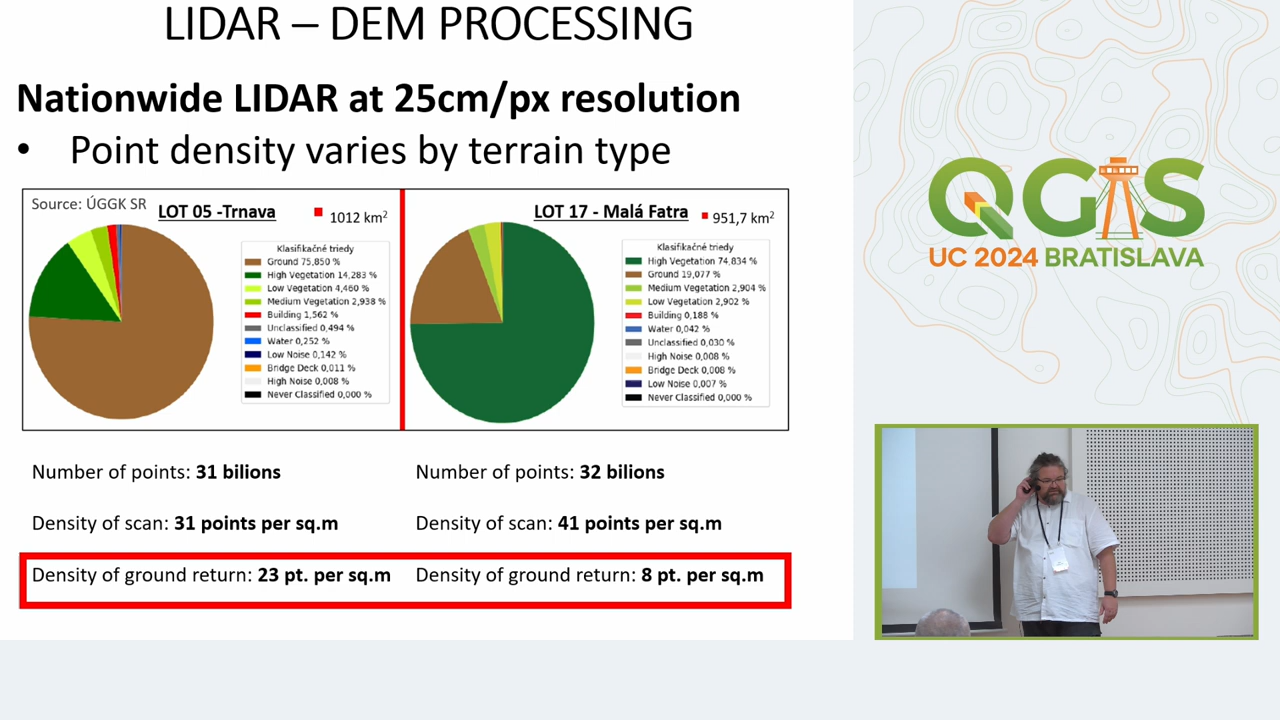 LIDAR – DEM PROCESSING
Nationwide LIDAR at 25cm/px resolution
• Point density varies by terrain type
Source: ÚGGK SR
LOT 05 -Trnava
1012 km²
Klasifikačné triedy
Ground 75,850 %
High Vegetation 14,283 %
Low Vegetation 4,460 %
Medium Vegetation 2,938 %
Building 1,562 %
Unclassified 0,494 %
Water 0,252 %
Low Noise 0,142 %
Bridge Deck 0,011 %
High Noise 0,008 %
Never Classified 0,000 %
LOT 17 - Malá Fatra
951,7 km²
Klasifikačné triedy
High Vegetation 74,834 %
Ground 19,077 %
Medium Vegetation 2,904 %
Low Vegetation 2,902 %
Building 0,188 %
Water 0,042 %
Unclassified 0,030 %
High Noise 0,008 %
Bridge Deck 0,008 %
Low Noise 0,007 %
Never Classified 0,000 %
Number of points: 31 bilions
Density of scan: 31 points per sq.m
Density of ground return: 23 pt. per sq.m
Number of points: 32 bilions
Density of scan: 41 points per sq.m
Density of ground return: 8 pt. per sq.m
QGIS
UC 2024 BRATISLAVA